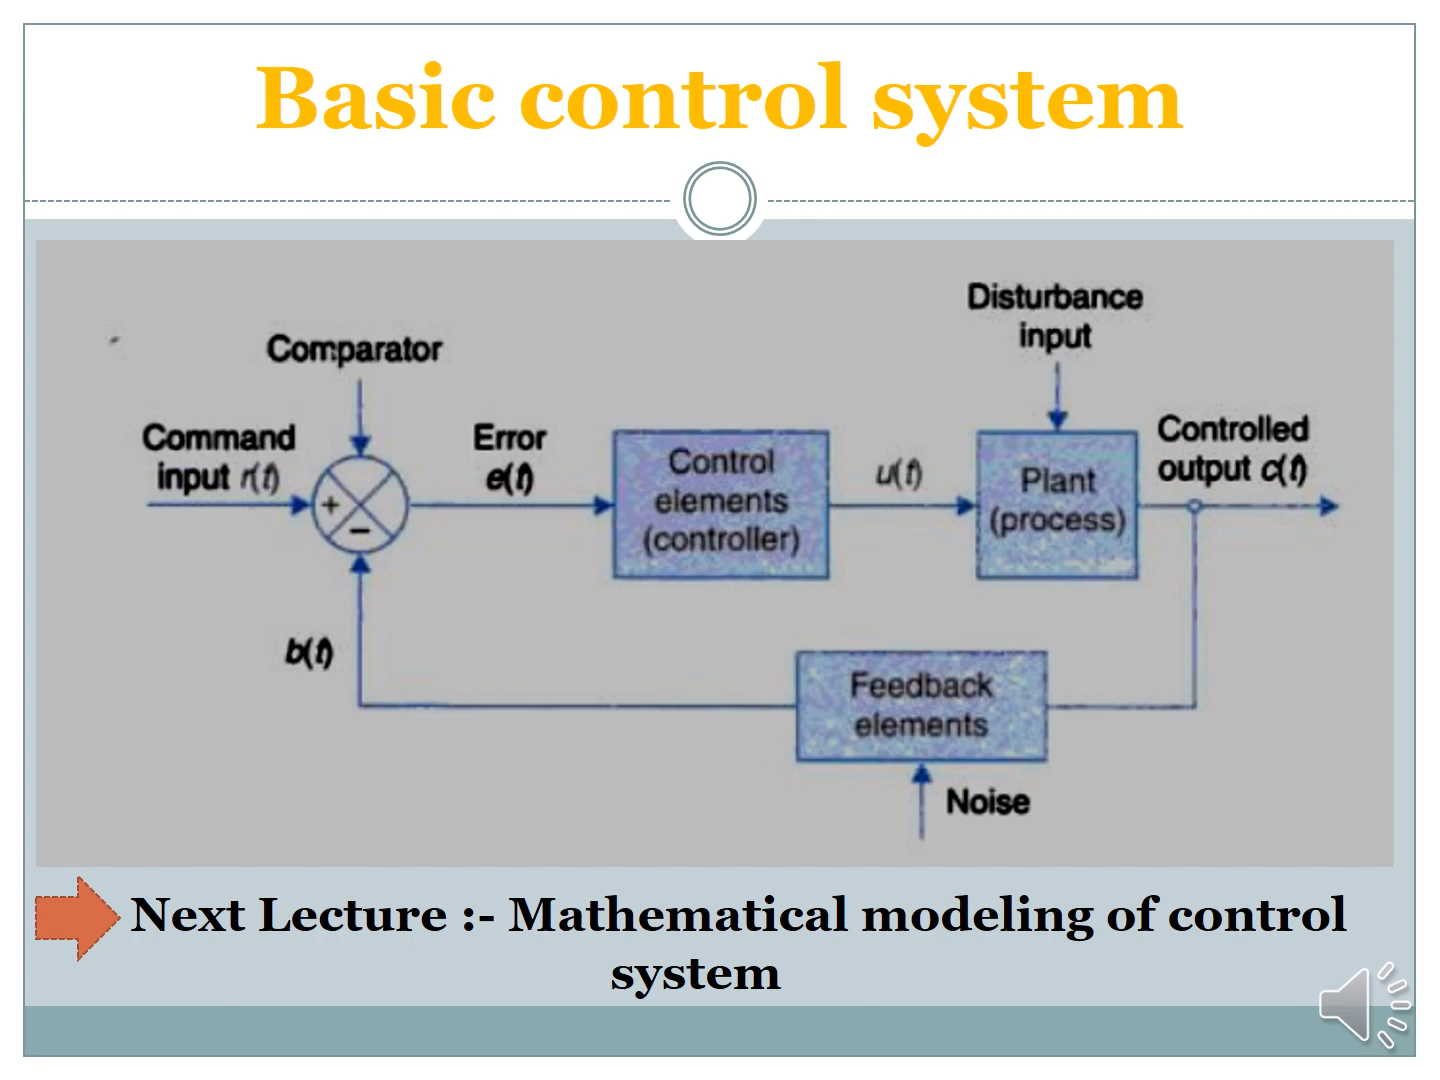 Basic control system
Disturbance
input
Comparator
Command
input r(t)
Error
e(t)
Control
elements
(controller)
u(t)
Plant
(process)
Controlled
output c(t)
+
−
b(t)
Feedback
elements
Noise
Next Lecture :- Mathematical modeling of control
system